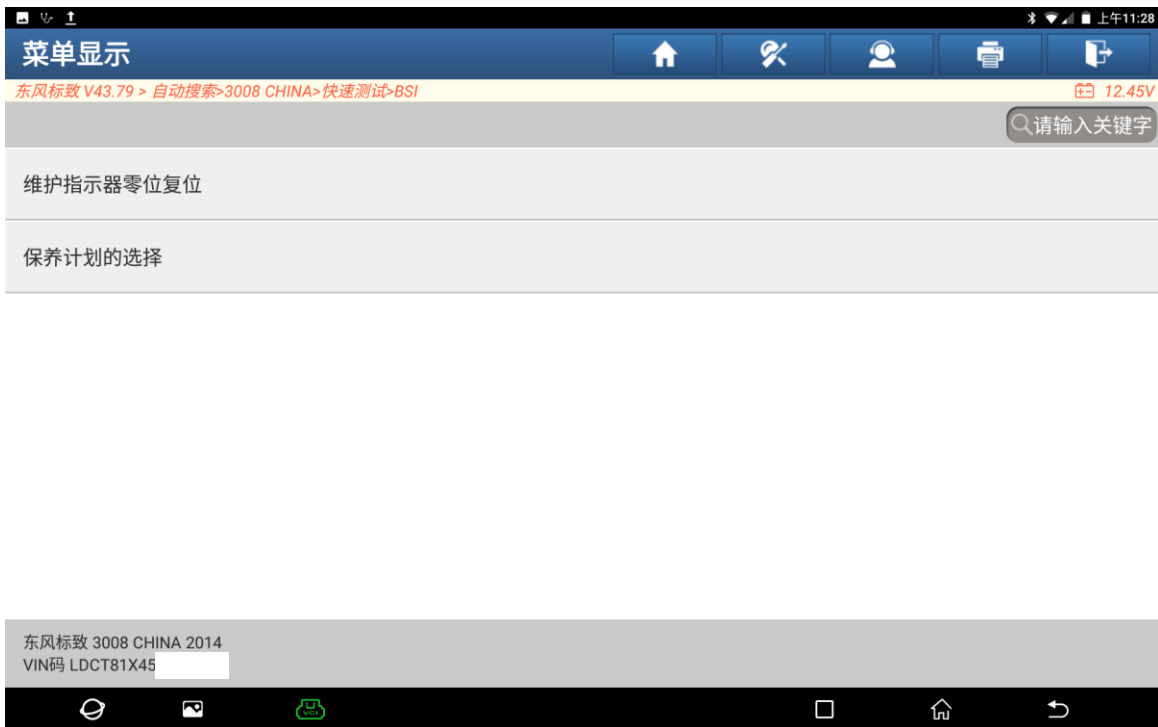 上午11:28
菜单显示
东风标致 V43.79 > 自动搜索>3008 CHINA>快速测试>BSI
12.45V
请输入关键字
维护指示器零位复位
保养计划的选择
东风标致 3008 CHINA 2014
VIN码 LDCT81X45
VCI